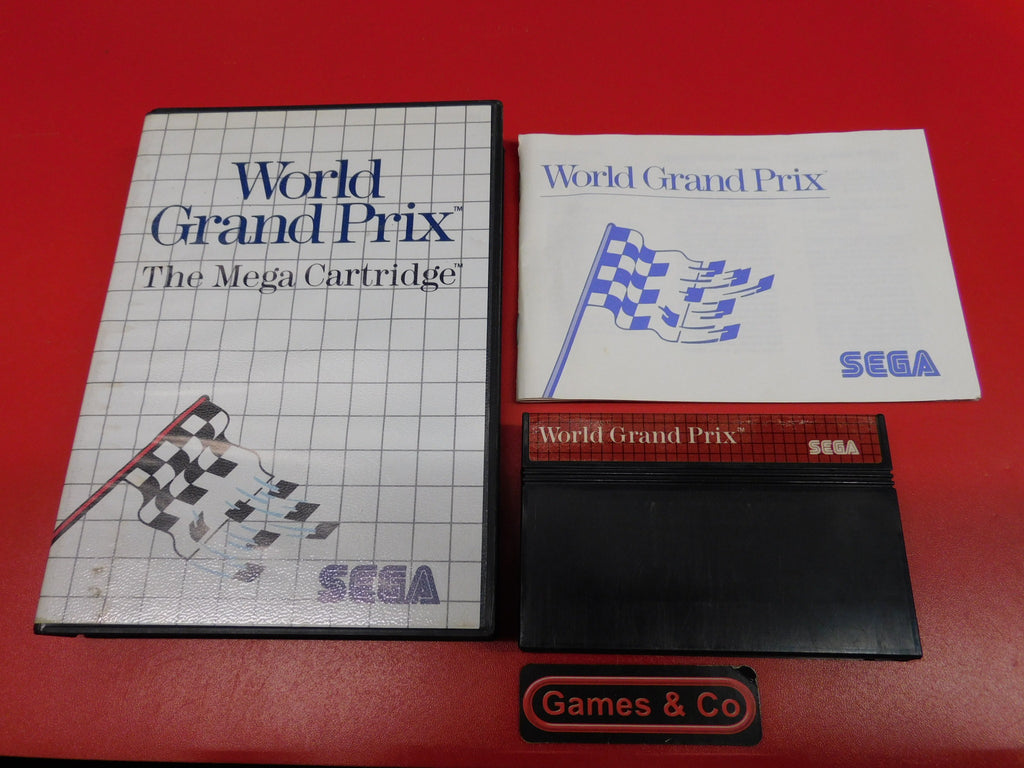 World
Grand Prix™
The Mega Cartridge™
SEGA
World Grand Prix
SEGA
World Grand Prix™
SEGA
Games & Co